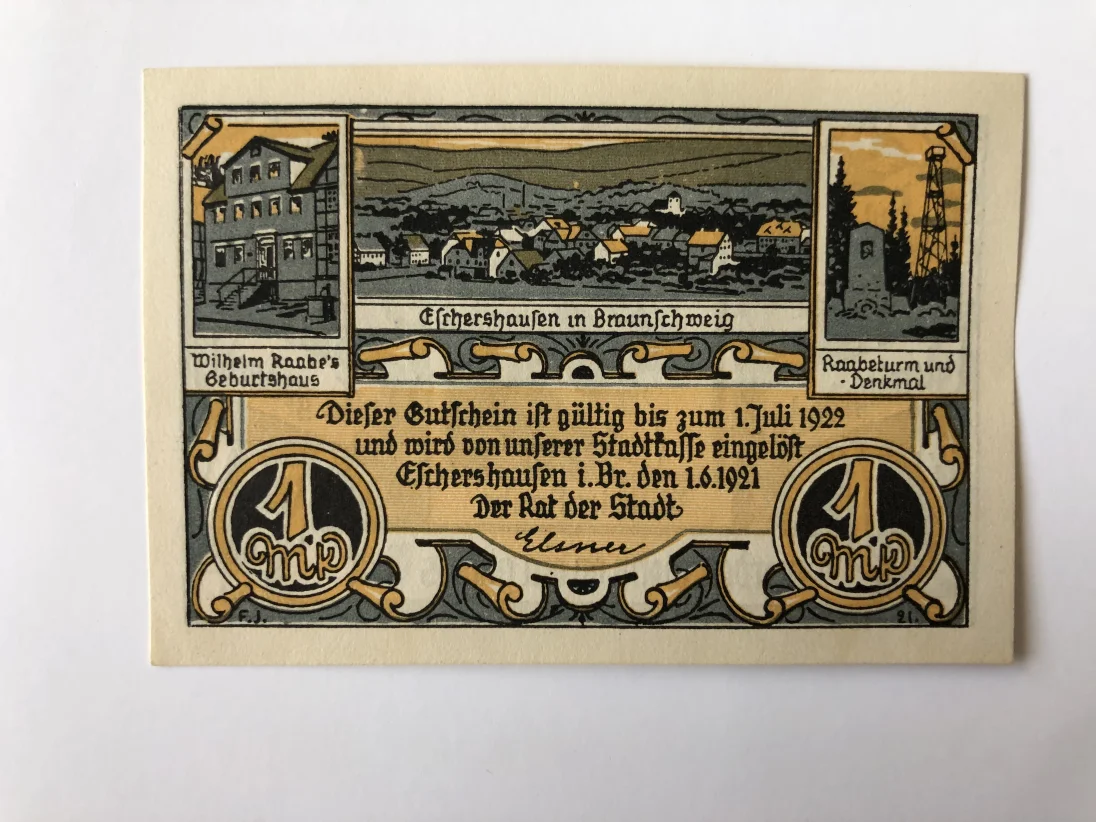 Eschershausen in Braunschweig
Wilhelm Raabe's
Geburtshaus
Raabeturm und
-Denkmal
Dieser Gutschein ist gültig bis zum 1. Juli 1922
und wird von unserer Stadtkasse eingelöst
Eschershausen i. Br. den 1.6.1921
Der Rat der Stadt
Elsner
1
Mk
1
Mk
F.J.
21.